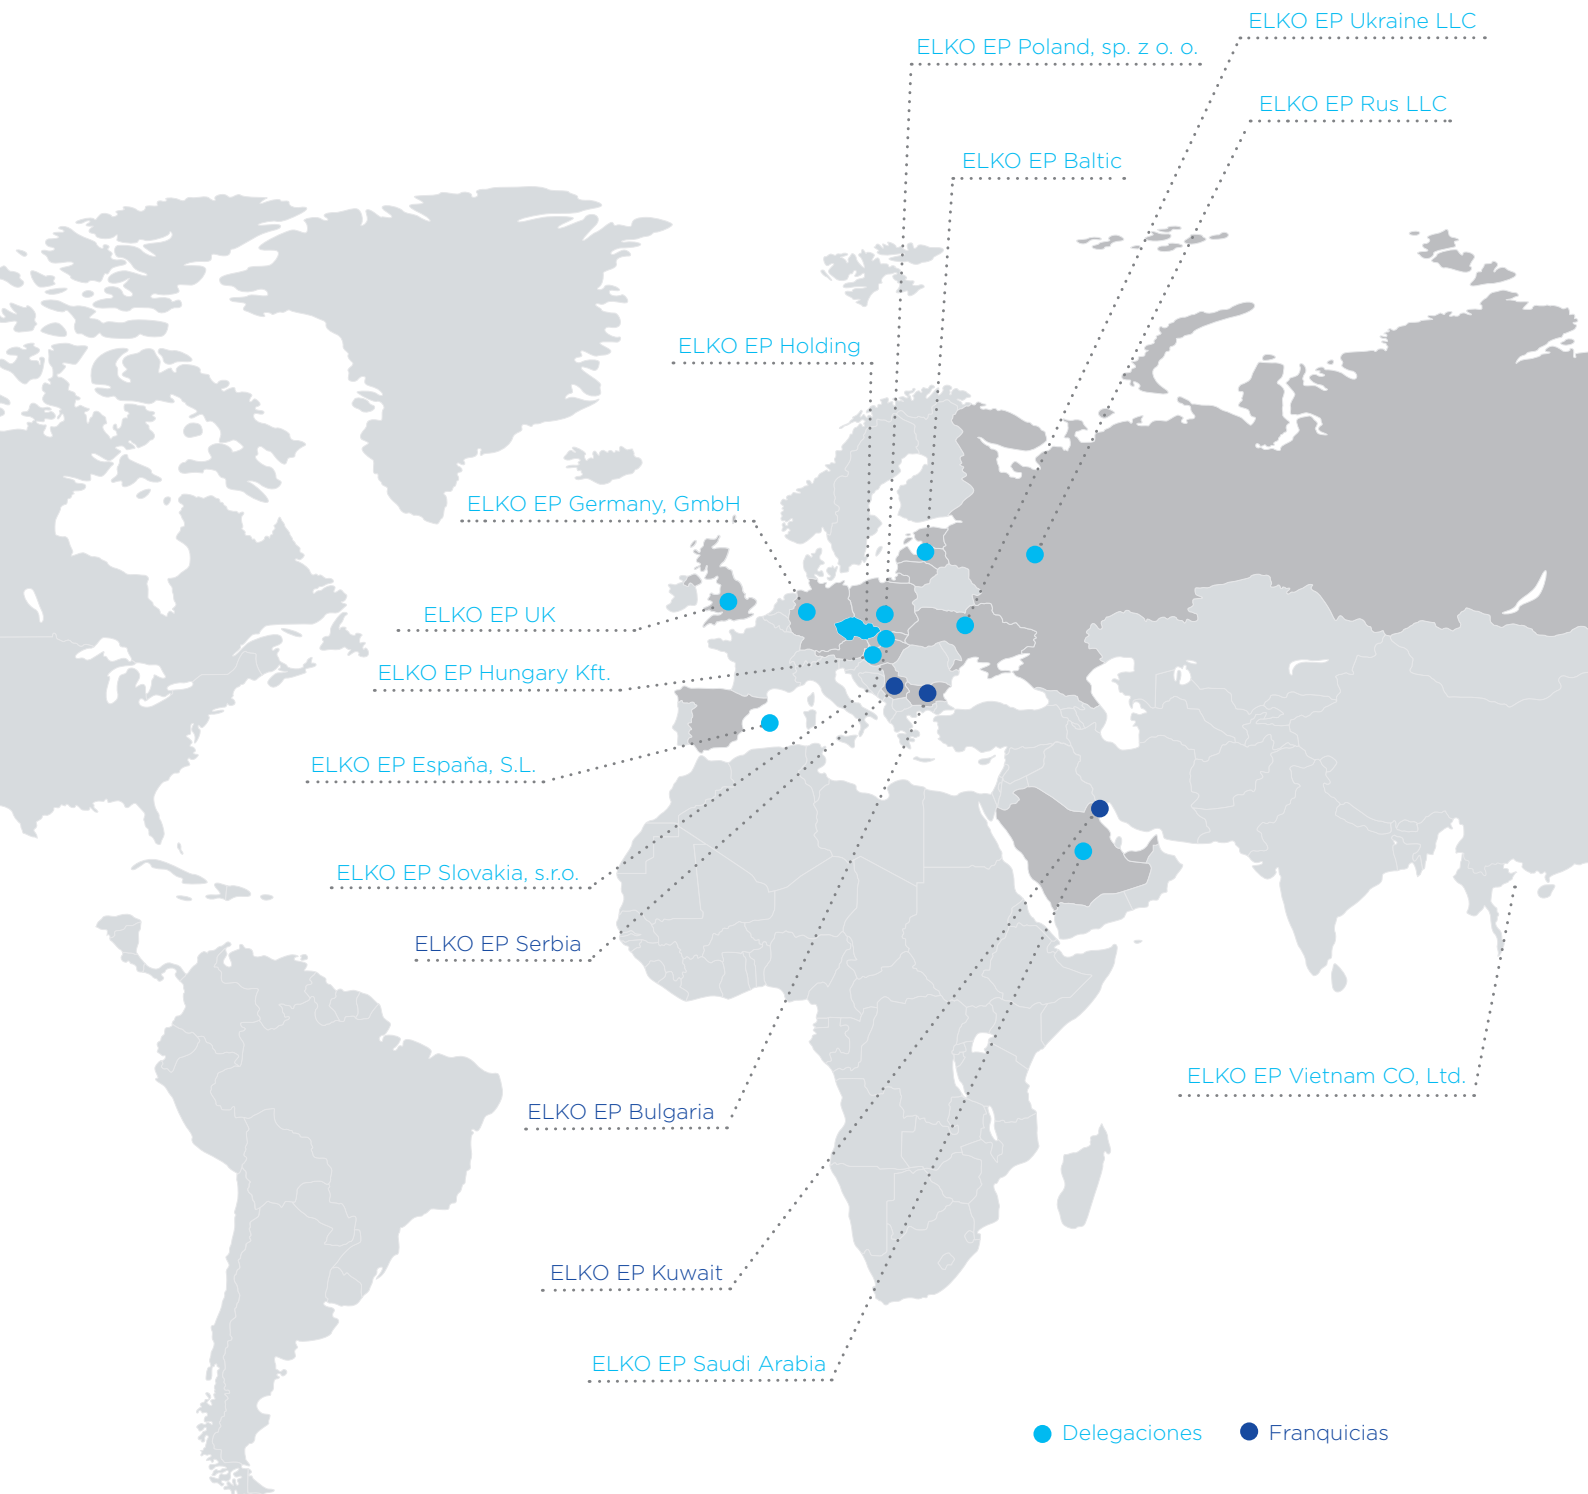 ELKO EP Ukraine LLC
ELKO EP Poland, sp. z o. o.
ELKO EP Rus LLC
ELKO EP Baltic
ELKO EP Holding
ELKO EP Germany, GmbH
ELKO EP UK
ELKO EP Hungary Kft.
ELKO EP Espaňa, S.L.
ELKO EP Slovakia, s.r.o.
ELKO EP Serbia
ELKO EP Vietnam CO, Ltd.
ELKO EP Bulgaria
ELKO EP Kuwait
ELKO EP Saudi Arabia
Delegaciones
Franquicias